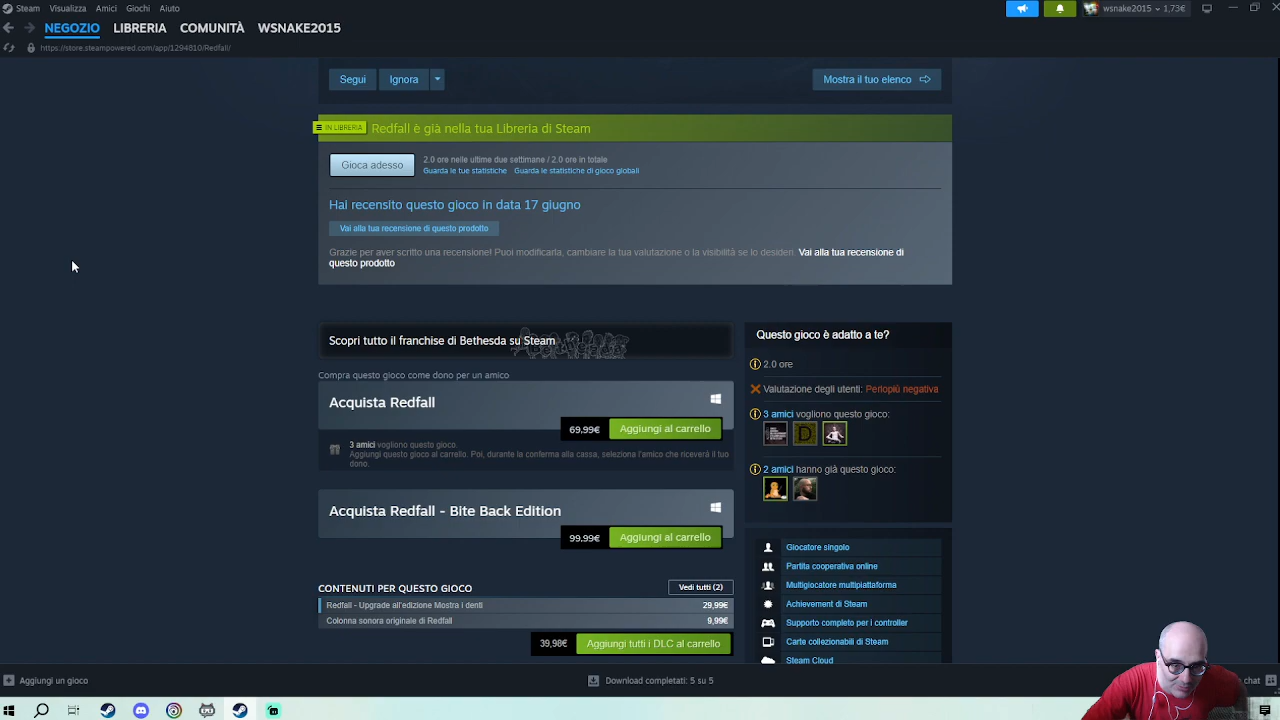 Steam Visualizza Amici Giochi Aiuto
wsnake2015 1,73€
NEGOZIO LIBRERIA COMUNITÀ WSNAKE2015
https://store.steampowered.com/app/1294810/Redfall/
Segui Ignora Mostra il tuo elenco
IN LIBRERIA Redfall è già nella tua Libreria di Steam
Gioca adesso
2.0 ore nelle ultime due settimane / 2.0 ore in totale
Guarda le tue statistiche Guarda le statistiche di gioco globali
Hai recensito questo gioco in data 17 giugno
Vai alla tua recensione di questo prodotto
Grazie per aver scritto una recensione! Puoi modificarla, cambiare la tua valutazione o la visibilità se lo desideri. Vai alla tua recensione di
questo prodotto
Scopri tutto il franchise di Bethesda su Steam
Compra questo gioco come dono per un amico
Acquista Redfall
69,99€ Aggiungi al carrello
3 amici vogliono questo gioco.
Aggiungi questo gioco al carrello. Poi, durante la conferma alla cassa, seleziona l'amico che riceverà il tuo
dono.
Acquista Redfall - Bite Back Edition
99,99€ Aggiungi al carrello
CONTENUTI PER QUESTO GIOCO Vedi tutti (2)
Redfall - Upgrade all'edizione Mostra i denti 29,99€
Colonna sonora originale di Redfall 9,99€
39,98€ Aggiungi tutti i DLC al carrello
Questo gioco è adatto a te?
2.0 ore
Valutazione degli utenti: Perlopiù negativa
3 amici vogliono questo gioco:
D
2 amici hanno già questo gioco:
Giocatore singolo
Partita cooperativa online
Multigiocatore multipiattaforma
Achievement di Steam
Supporto completo per i controller
Carte collezionabili di Steam
Steam Cloud
Aggiungi un gioco Download completati: 5 su 5 chat